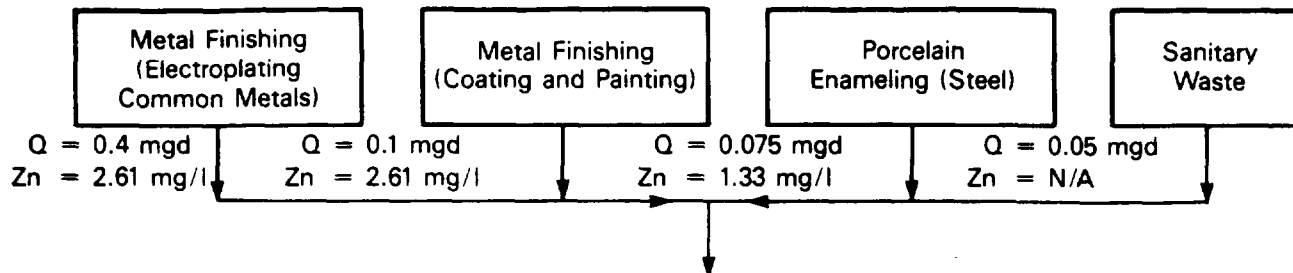 Metal Finishing
(Electroplating
Common Metals)
Metal Finishing
(Coating and Painting)
Porcelain
Enameling (Steel)
Sanitary
Waste
Q = 0.4 mgd
Zn = 2.61 mg/l
Q = 0.1 mgd
Zn = 2.61 mg/l
Q = 0.075 mgd
Zn = 1.33 mg/l
Q = 0.05 mgd
Zn = N/A